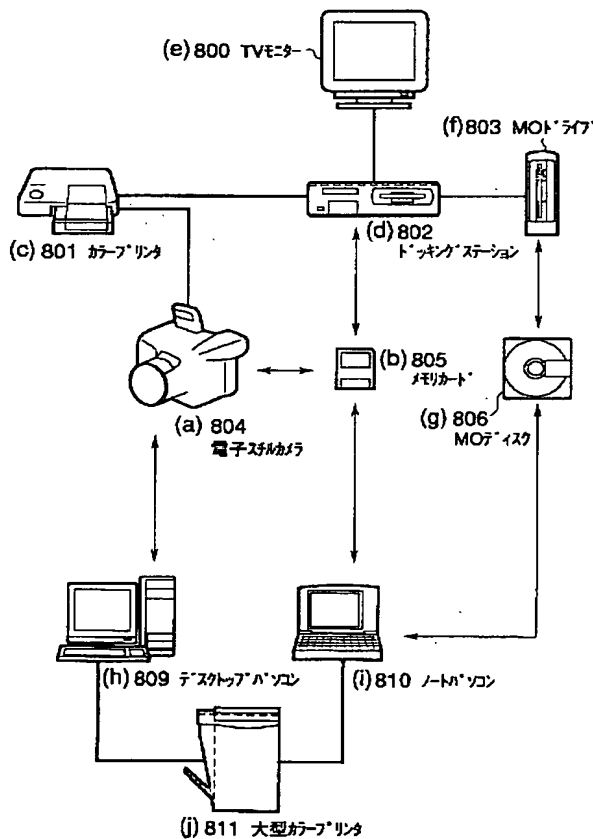 (e) 800 TVモニター
(f) 803 MOドライブ
(c) 801 カラープリンタ
(d) 802
ドッキングステーション
(b) 805
メモリカード
(a) 804
電子スチルカメラ
(g) 806
MOディスク
(h) 809 デスクトップパソコン
(i) 810 ノートパソコン
(j) 811 大型カラープリンタ